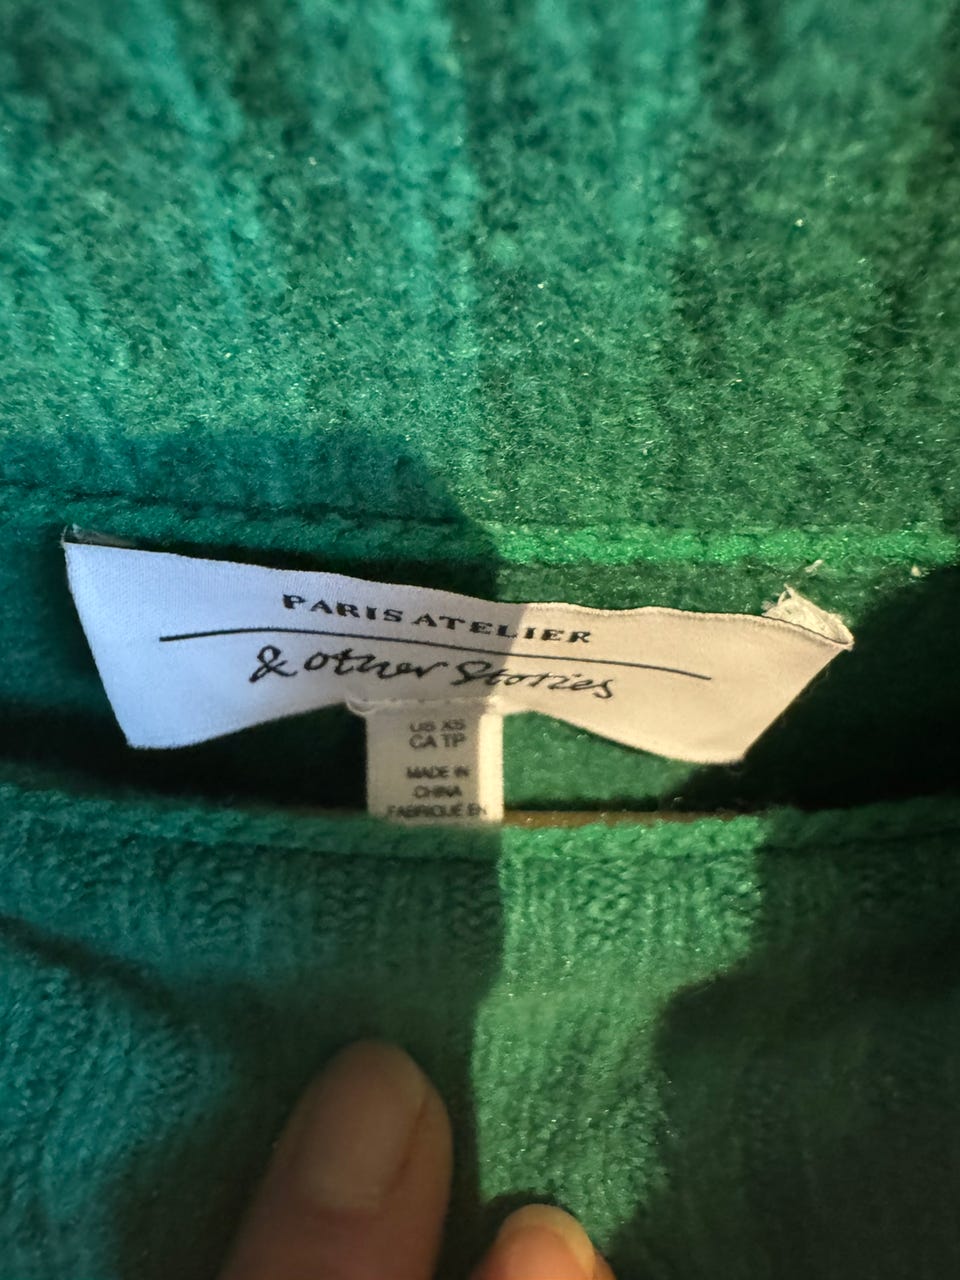 PARIS ATELIER
& other Stories
US XS
CA TP
MADE IN
CHINA
FABRIQUÉ EN